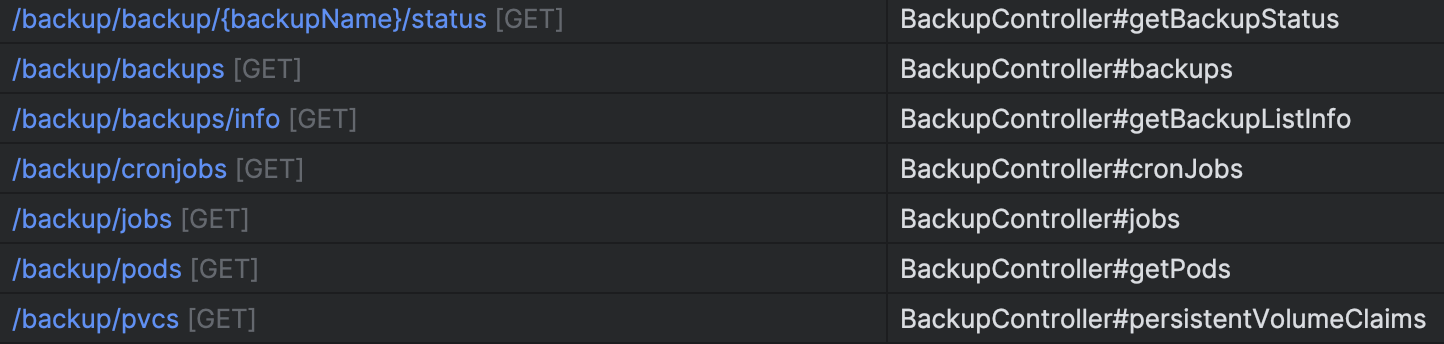 /backup/backup/{backupName}/status [GET] BackupController#getBackupStatus
/backup/backups [GET] BackupController#backups
/backup/backups/info [GET] BackupController#getBackupListInfo
/backup/cronjobs [GET] BackupController#cronJobs
/backup/jobs [GET] BackupController#jobs
/backup/pods [GET] BackupController#getPods
/backup/pvcs [GET] BackupController#persistentVolumeClaims